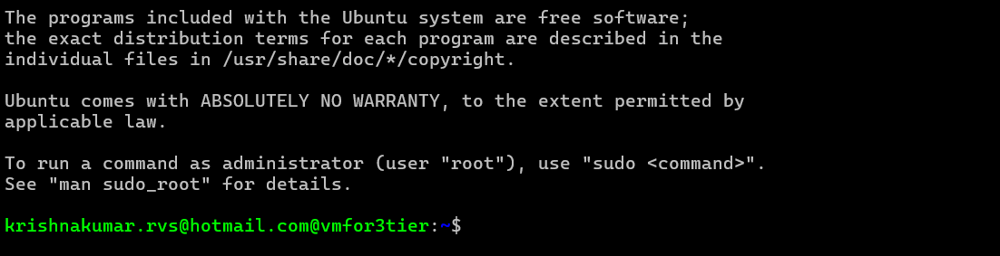 The programs included with the Ubuntu system are free software;
the exact distribution terms for each program are described in the
individual files in /usr/share/doc/*/copyright.
Ubuntu comes with ABSOLUTELY NO WARRANTY, to the extent permitted by
applicable law.
To run a command as administrator (user "root"), use "sudo <command>".
See "man sudo_root" for details.
krishnakumar.rvs@hotmail.com@vmfor3tier:~$